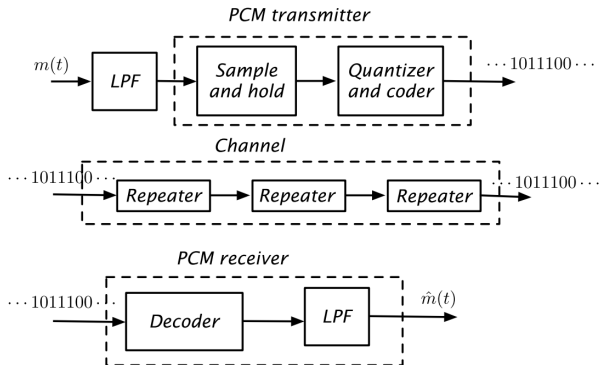 PCM transmitter
m(t)
LPF
Sample
and hold
Quantizer
and coder
···1011100···
Channel
···1011100···
Repeater
Repeater
Repeater
···1011100···
PCM receiver
···1011100···
Decoder
LPF
m̂(t)